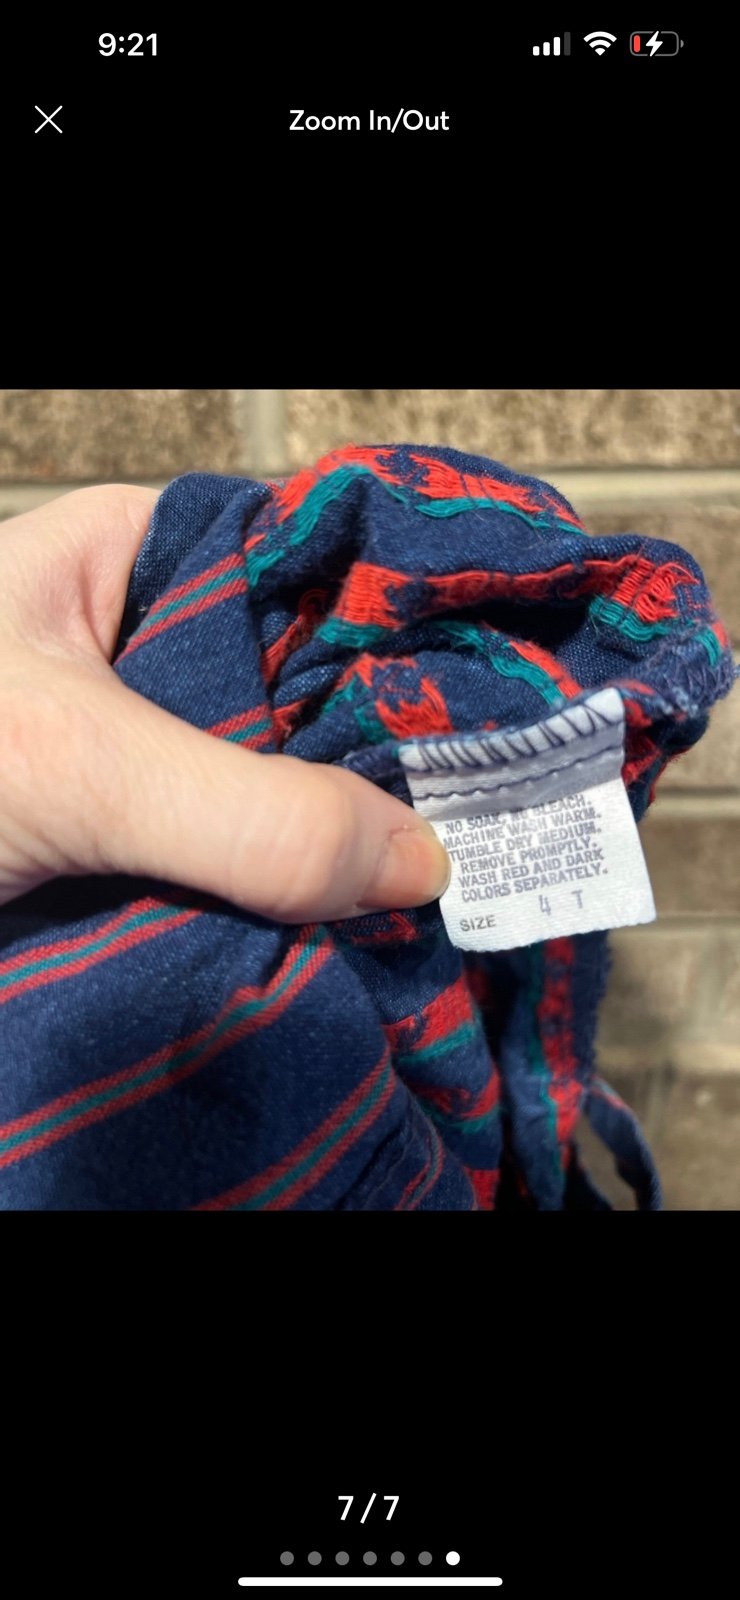 9:21
Zoom In/Out
NO SOAK. NO BLEACH.
MACHINE WASH WARM.
TUMBLE DRY MEDIUM.
REMOVE PROMPTLY.
WASH RED AND DARK
COLORS SEPARATELY.
SIZE 4 T
7/7